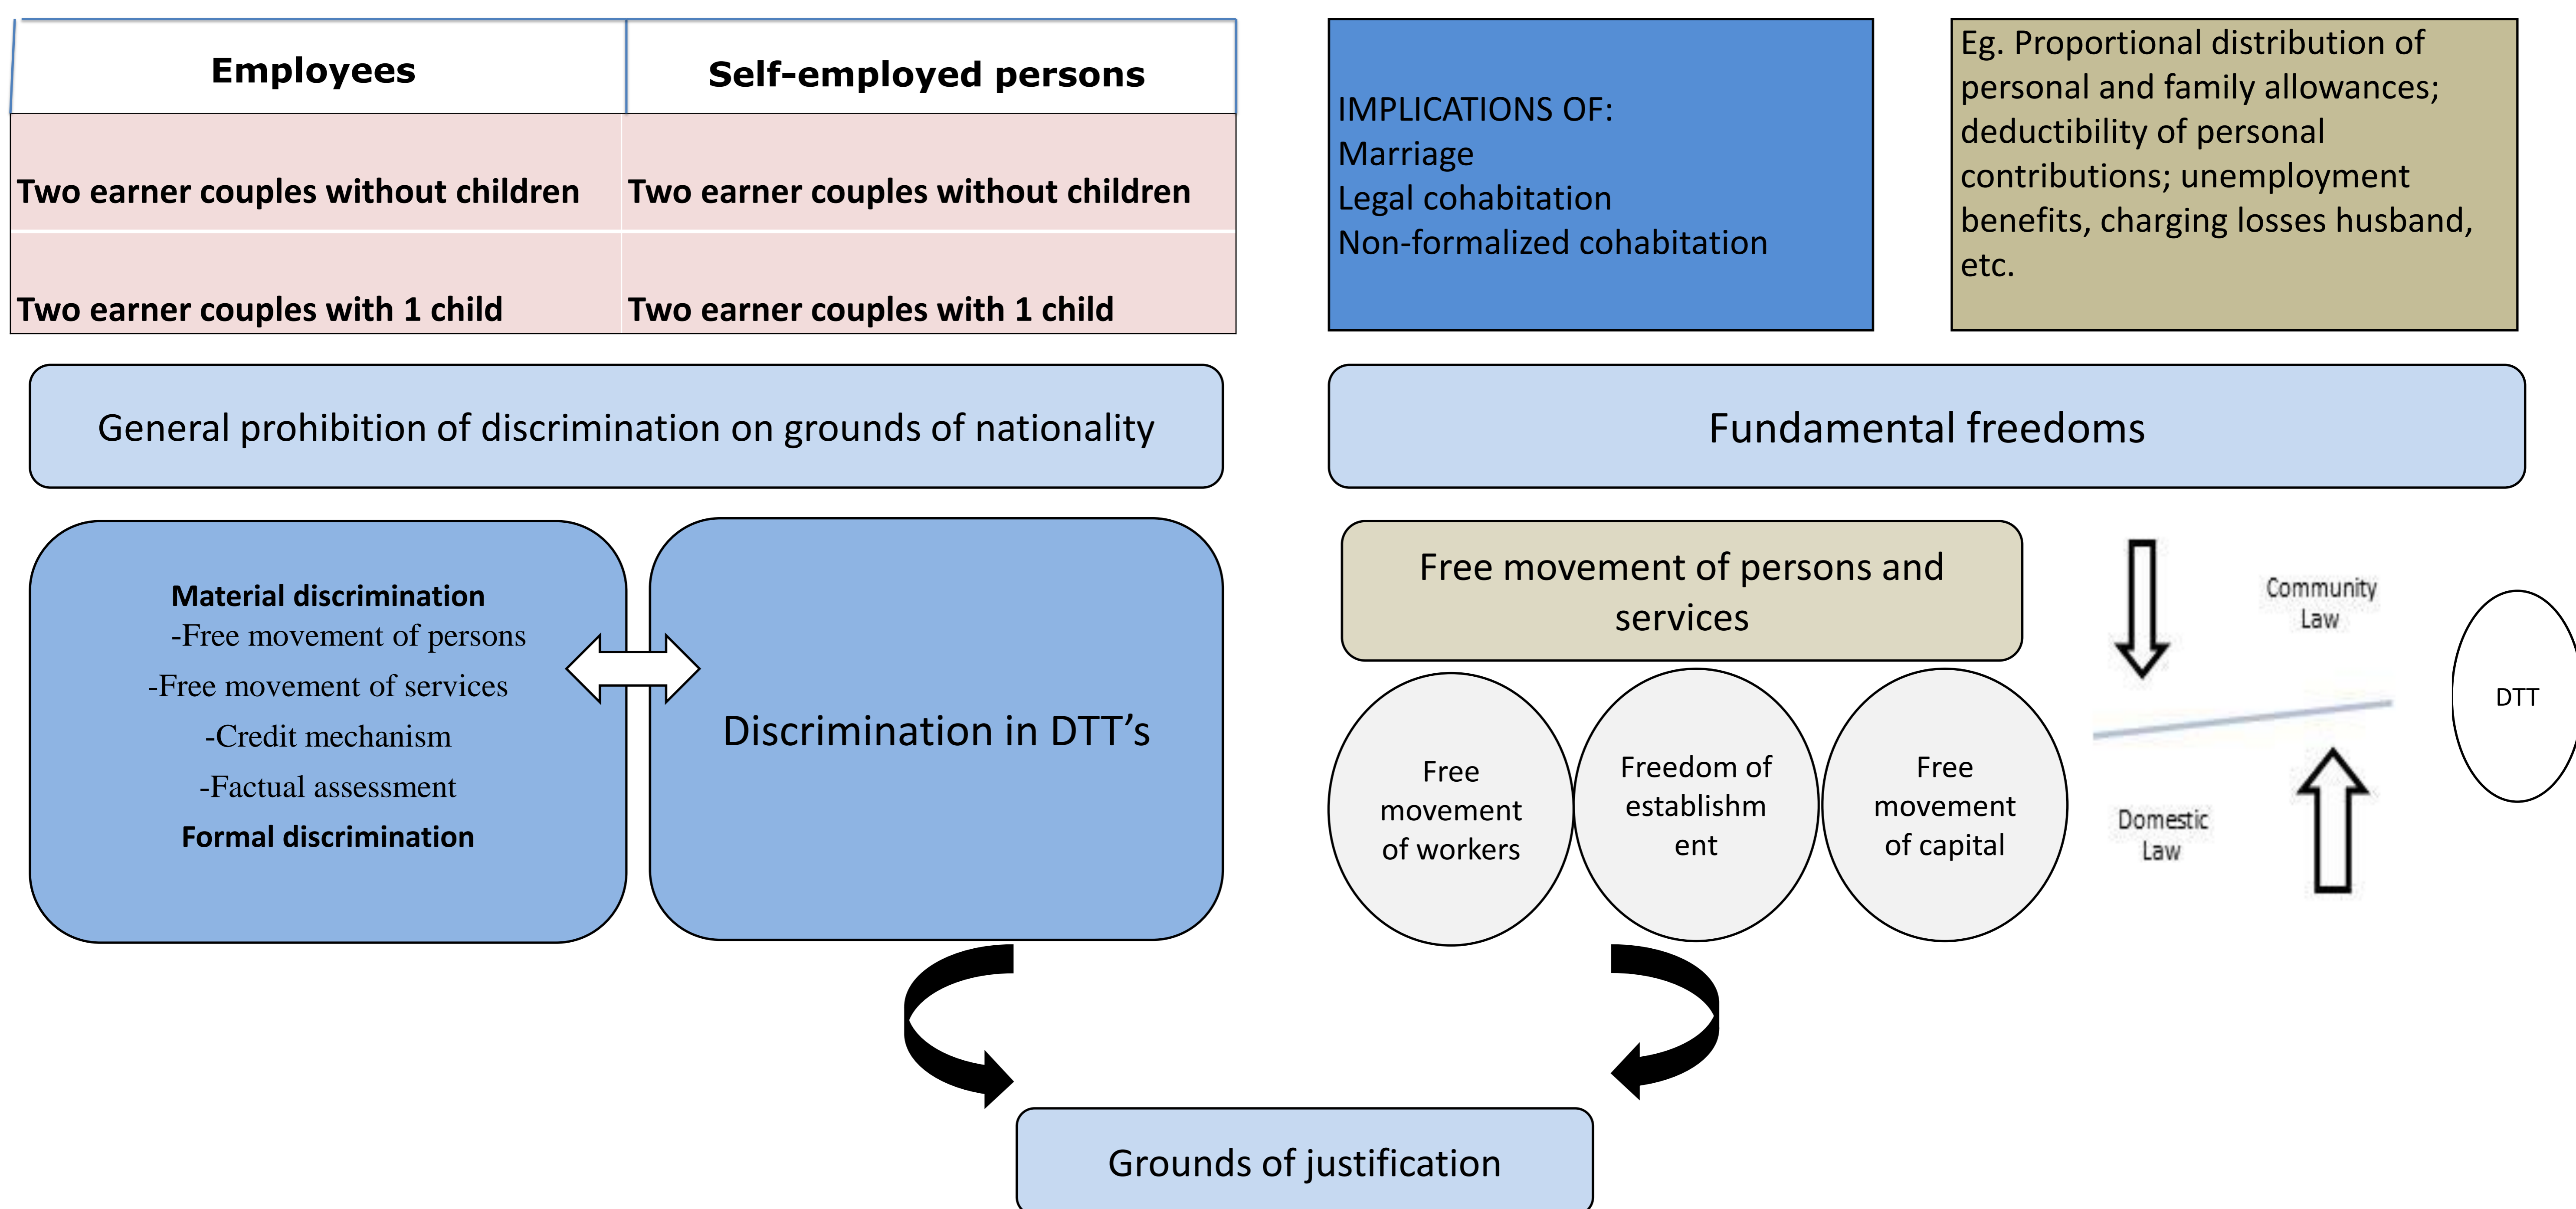 Employees
Self-employed persons
Two earner couples without children
Two earner couples without children
Two earner couples with 1 child
Two earner couples with 1 child
IMPLICATIONS OF:
Marriage
Legal cohabitation
Non-formalized cohabitation
Eg. Proportional distribution of
personal and family allowances;
deductibility of personal
contributions; unemployment
benefits, charging losses husband,
etc.
General prohibition of discrimination on grounds of nationality
Fundamental freedoms
Material discrimination
-Free movement of persons
-Free movement of services
-Credit mechanism
-Factual assessment
Formal discrimination
Discrimination in DTT’s
Free movement of persons and
services
Free
movement
of workers
Freedom of
establishm
ent
Free
movement
of capital
Community
Law
Domestic
Law
DTT
Grounds of justification